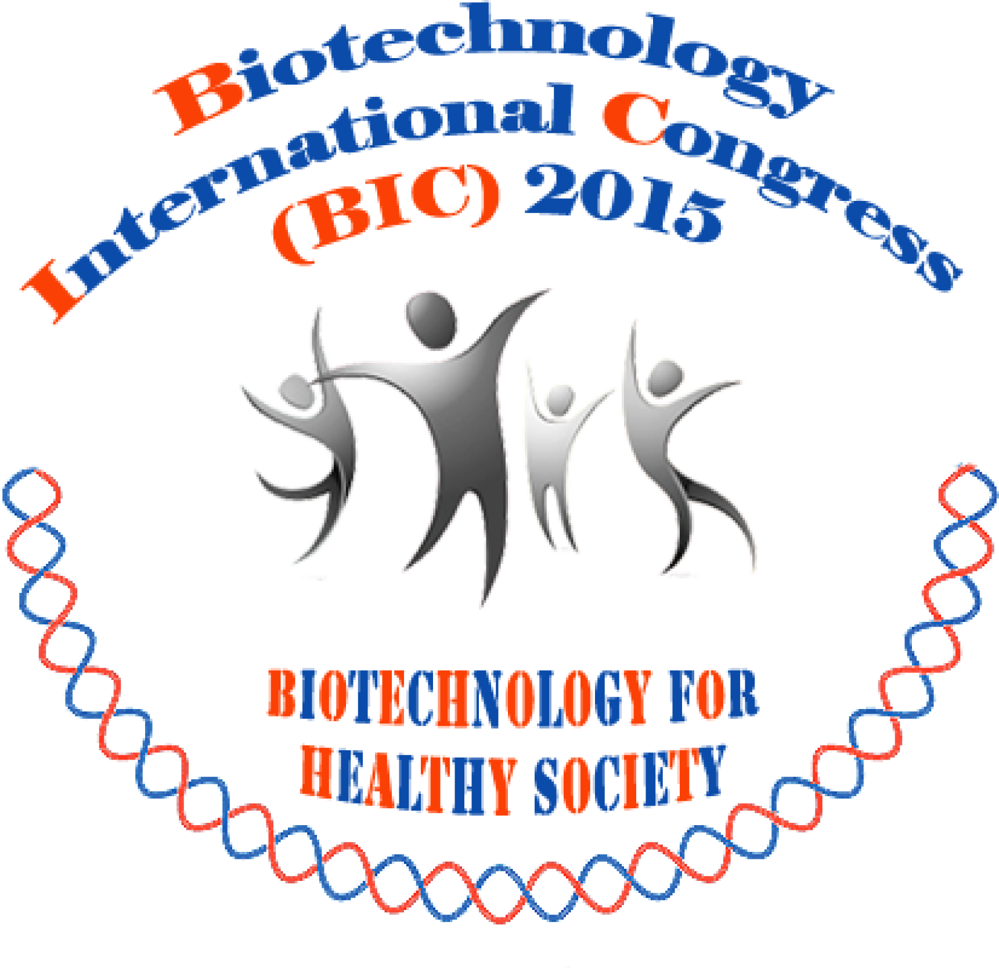 Biotechnology
International Congress
(BIC) 2015
BIOTECHNOLOGY FOR
HEALTHY SOCIETY